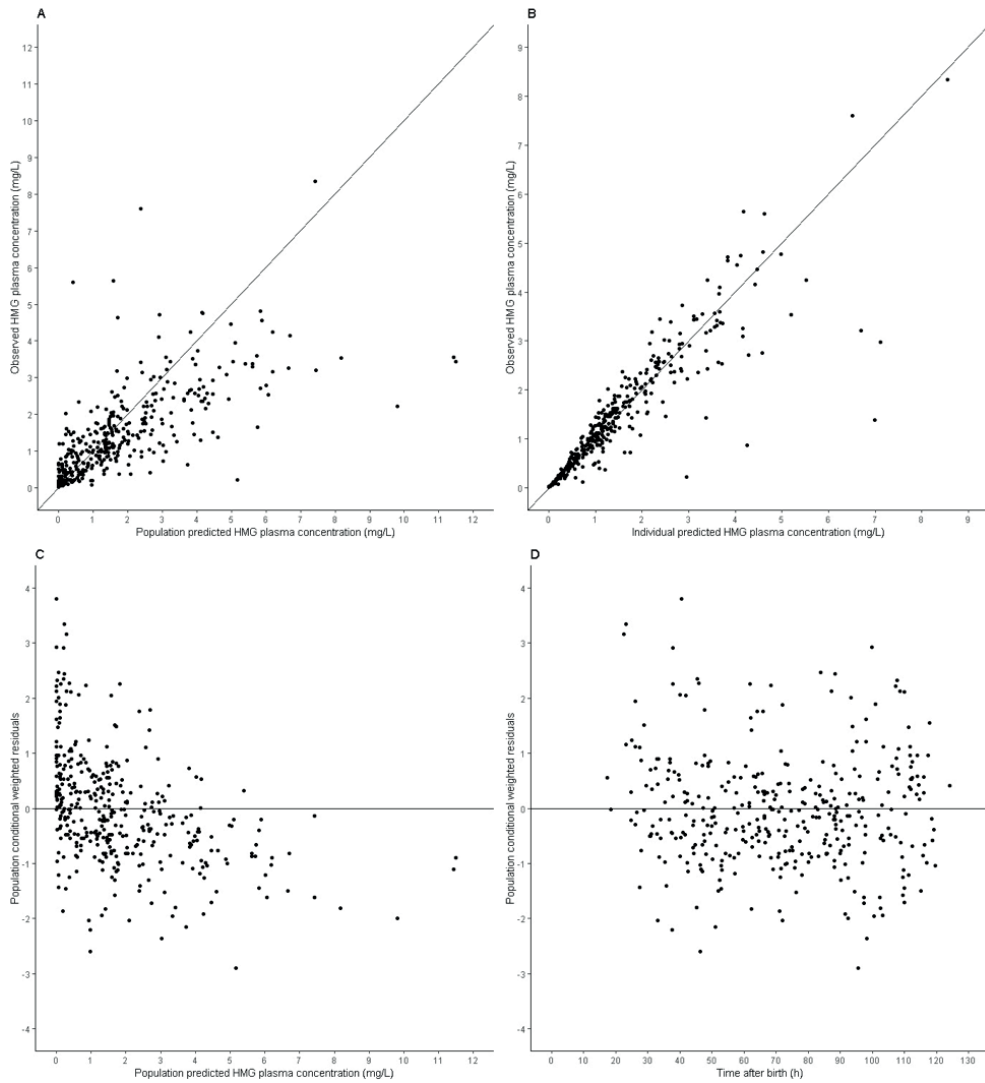 A
12
11
10
9
8
7
6
5
4
3
2
1
0
Observed HMG plasma concentration (mg/L)
0 1 2 3 4 5 6 7 8 9 10 11 12
Population predicted HMG plasma concentration (mg/L)
B
9
8
7
6
5
4
3
2
1
0
Observed HMG plasma concentration (mg/L)
0 1 2 3 4 5 6 7 8 9
Individual predicted HMG plasma concentration (mg/L)
C
4
3
2
1
0
-1
-2
-3
-4
Population conditional weighted residuals
0 1 2 3 4 5 6 7 8 9 10 11 12
Population predicted HMG plasma concentration (mg/L)
D
4
3
2
1
0
-1
-2
-3
-4
Population conditional weighted residuals
0 10 20 30 40 50 60 70 80 90 100 110 120 130
Time after birth (h)